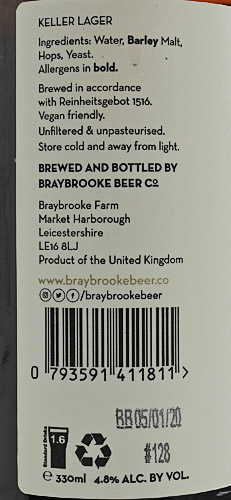 KELLER LAGER
Ingredients: Water, Barley Malt,
Hops, Yeast.
Allergens in bold.
Brewed in accordance
with Reinheitsgebot 1516.
Vegan friendly.
Unfiltered & unpasteurised.
Store cold and away from light.
BREWED AND BOTTLED BY
BRAYBROOKE BEER Co
Braybrooke Farm
Market Harborough
Leicestershire
LE16 8LJ
Product of the United Kingdom
www.braybrookebeer.co
/braybrookebeer
0 793591 411811 >
BB05/01/20
#128
1.6
Standard Drinks
e 330ml 4.8% ALC. BY VOL.